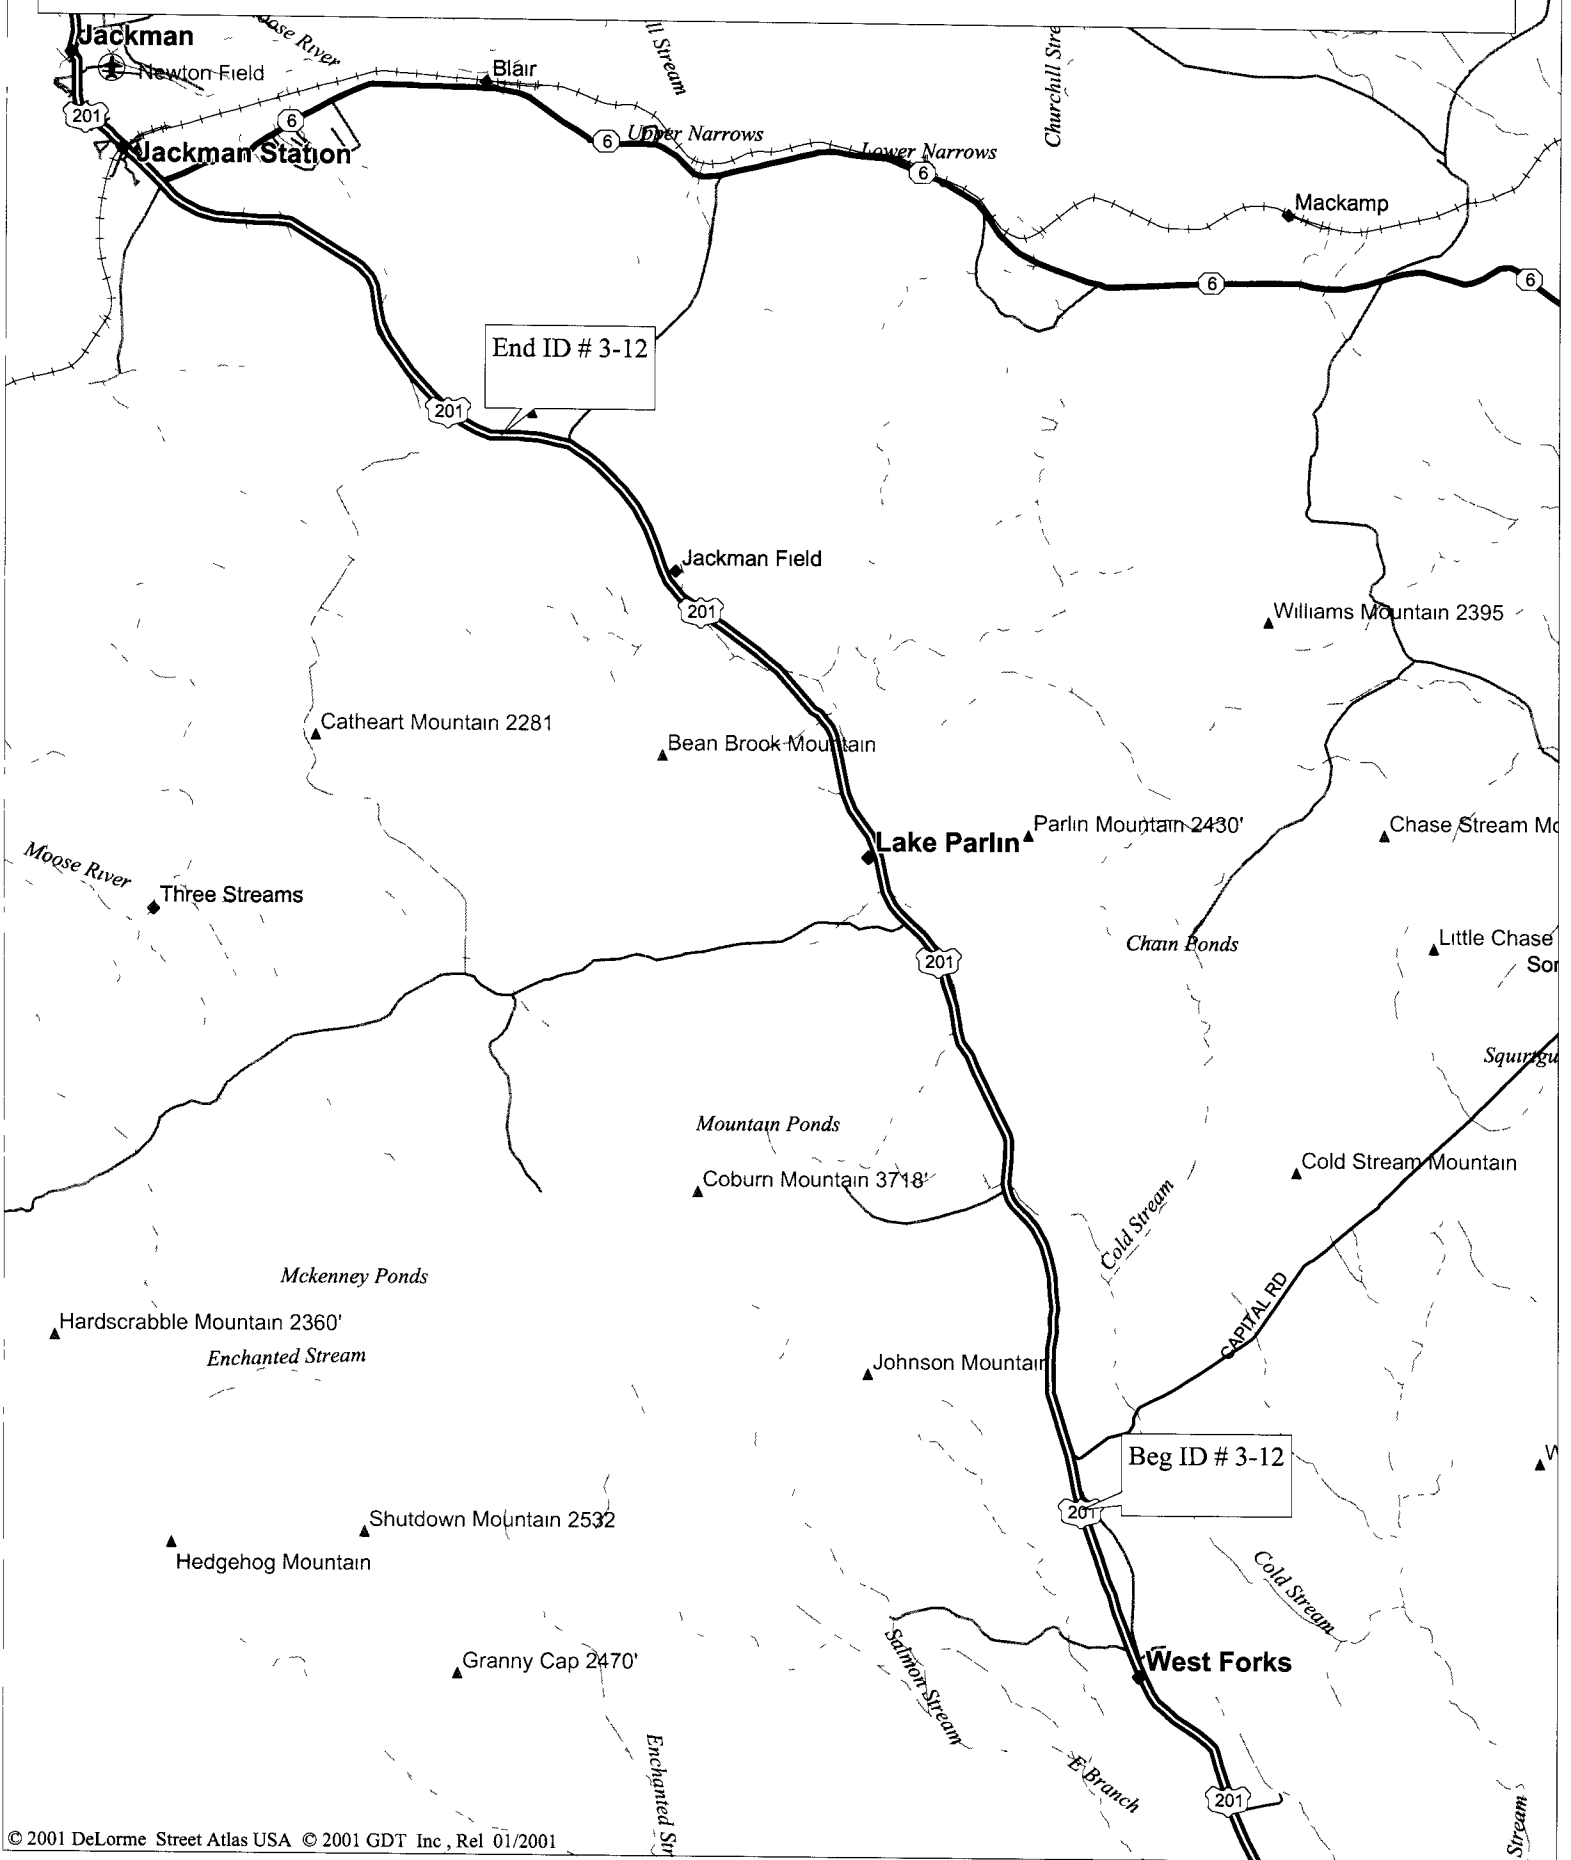 Jackman
Moose River
ll Stream
Churchill Stre
Newton Field
Blair
201
6
Jackman Station
6
Upper Narrows
Lower Narrows
6
Mackamp
6
6
End ID # 3-12
201
Jackman Field
201
Williams Mountain 2395
Catheart Mountain 2281
Bean Brook Mountain
Lake Parlin
Parlin Mountain 2430'
Chase Stream Mo
Moose River
Three Streams
Chain Ponds
Little Chase
Sor
201
Squirtgu
Mountain Ponds
Coburn Mountain 3718'
Cold Stream Mountain
Cold Stream
Mckenney Ponds
Hardscrabble Mountain 2360'
Enchanted Stream
CAPITAL RD
Johnson Mountain
Beg ID # 3-12
201
Shutdown Mountain 2532
Hedgehog Mountain
Cold Stream
Granny Cap 2470'
Salmon Stream
West Forks
Enchanted Str
E Branch
201
Stream
© 2001 DeLorme Street Atlas USA © 2001 GDT Inc , Rel 01/2001